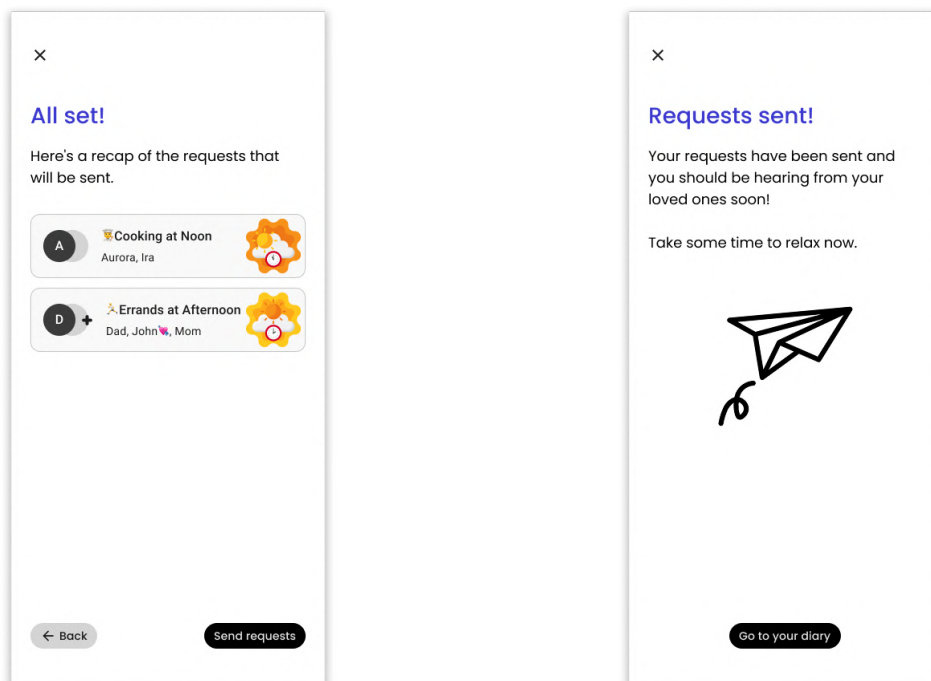 All set!
Here's a recap of the requests that
will be sent.
A
👨‍🍳Cooking at Noon
Aurora, Ira
D
🏃Errands at Afternoon
Dad, John💘, Mom
← Back
Send requests
Requests sent!
Your requests have been sent and
you should be hearing from your
loved ones soon!
Take some time to relax now.
Go to your diary